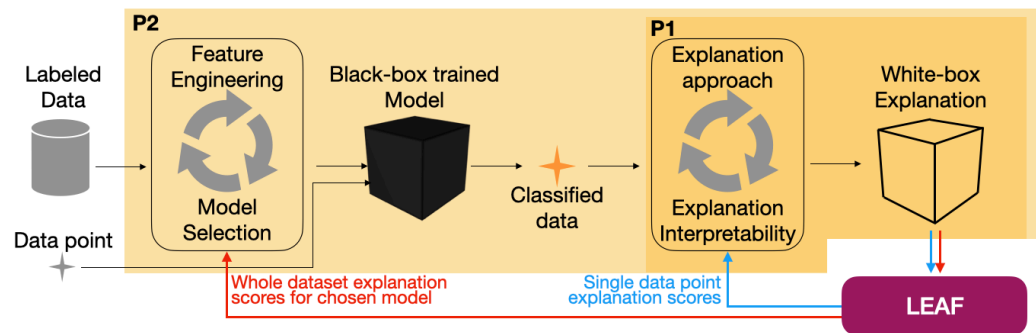 P2
P1
Labeled
Data
Feature
Engineering
Model
Selection
Black-box trained
Model
Classified
data
Explanation
approach
Explanation
Interpretability
White-box
Explanation
Data point
Whole dataset explanation
scores for chosen model
Single data point
explanation scores
LEAF